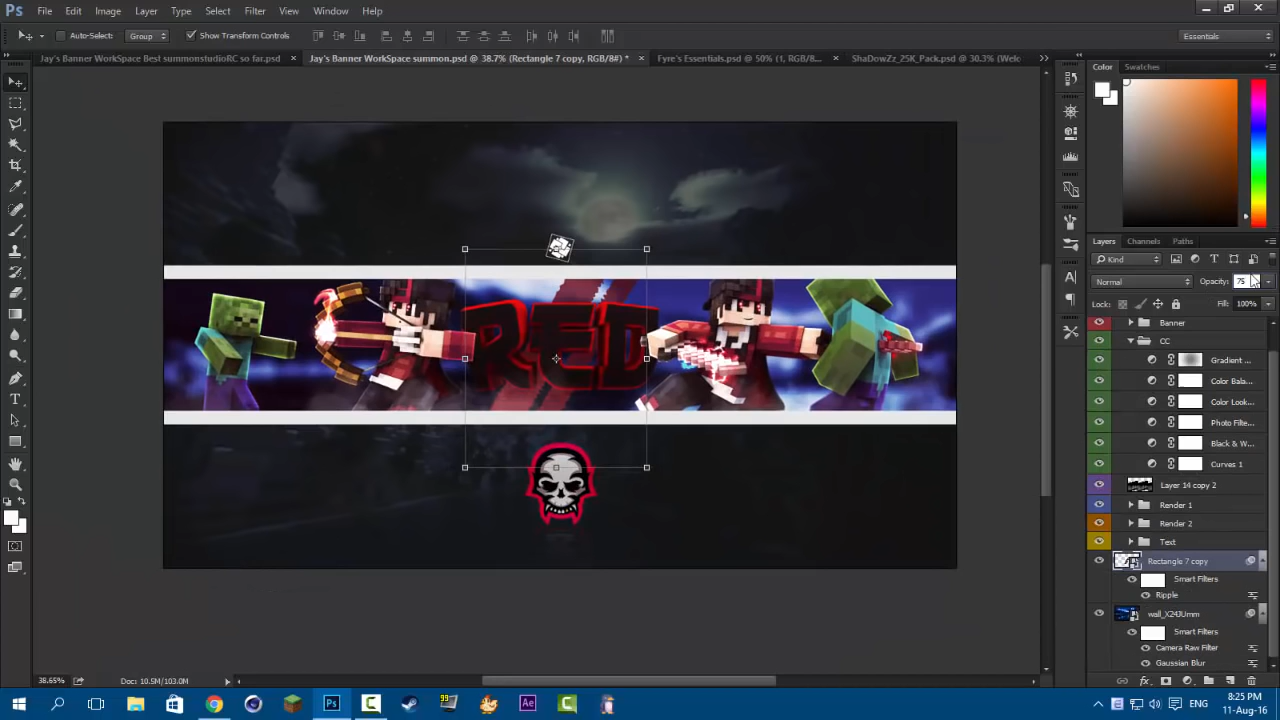 Ps File Edit Image Layer Type Select Filter View Window Help
Auto-Select: Group Show Transform Controls Essentials
Jay's Banner WorkSpace Best summonstudioRC so far.psd × Jay's Banner WorkSpace summon.psd @ 38.7% (Rectangle 7 copy, RGB/8#) * × Fyre's Essentials.psd @ 50% (1, RGB/8... × ShaDowZz_25K_Pack.psd @ 30.3% (Welc
Color Swatches
Layers Channels Paths
Kind
Normal Opacity: 75
Lock: Fill: 100%
Banner
CC
Gradient ...
Color Bala...
Color Look...
Photo Filte...
Black & W...
Curves 1
Layer 14 copy 2
Render 1
Render 2
Text
Rectangle 7 copy
Smart Filters
Ripple
wall_X24JUmm
Smart Filters
Camera Raw Filter
Gaussian Blur
RED
38.65% Doc: 10.5M/103.0M
99 Ae ENG
8:25 PM
11-Aug-16